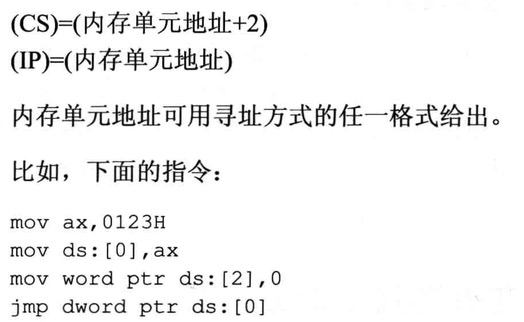 (CS)=(内存单元地址+2)
(IP)=(内存单元地址)
内存单元地址可用寻址方式的任一格式给出。
比如，下面的指令：
mov ax,0123H
mov ds:[0],ax
mov word ptr ds:[2],0
jmp dword ptr ds:[0]